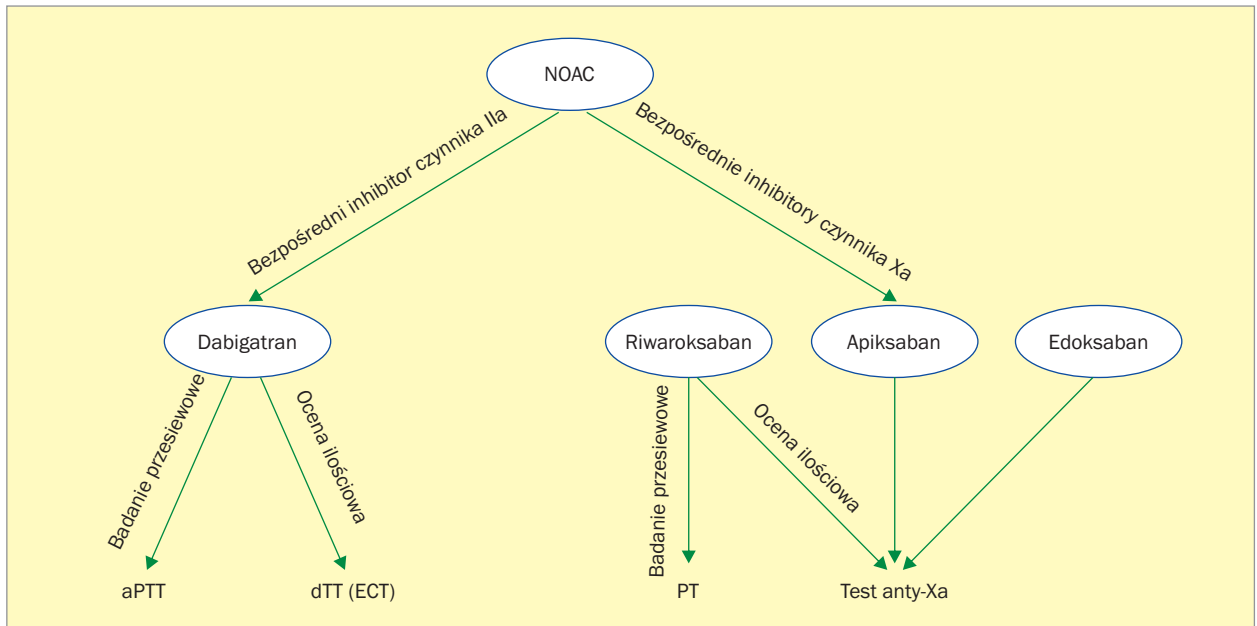 NOAC
Bezpośredni inhibitor czynnika IIa
Bezpośrednie inhibitory czynnika Xa
Dabigatran
Riwaroksaban
Apiksaban
Edoksaban
Badanie przesiewowe
Ocena ilościowa
Badanie przesiewowe
Ocena ilościowa
aPTT
dTT (ECT)
PT
Test anty-Xa